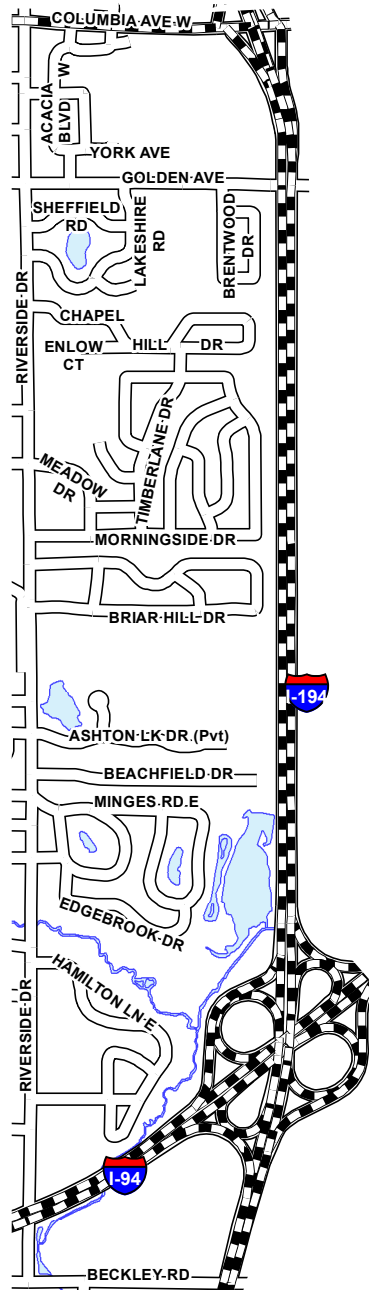 COLUMBIA AVE W
ACACIA
BLVD W
YORK AVE
GOLDEN AVE
SHEFFIELD
RD
LAKESHIRE
RD
BRENTWOOD
DR
RIVERSIDE DR
CHAPEL
HILL DR
ENLOW
CT
TIMBERLANE DR
MEADOW
DR
MORNINGSIDE DR
BRIAR HILL DR
I-194
ASHTON LK DR (Pvt)
BEACHFIELD DR
MINGES RD E
EDGEBROOK DR
HAMILTON LN E
RIVERSIDE DR
I-94
BECKLEY RD